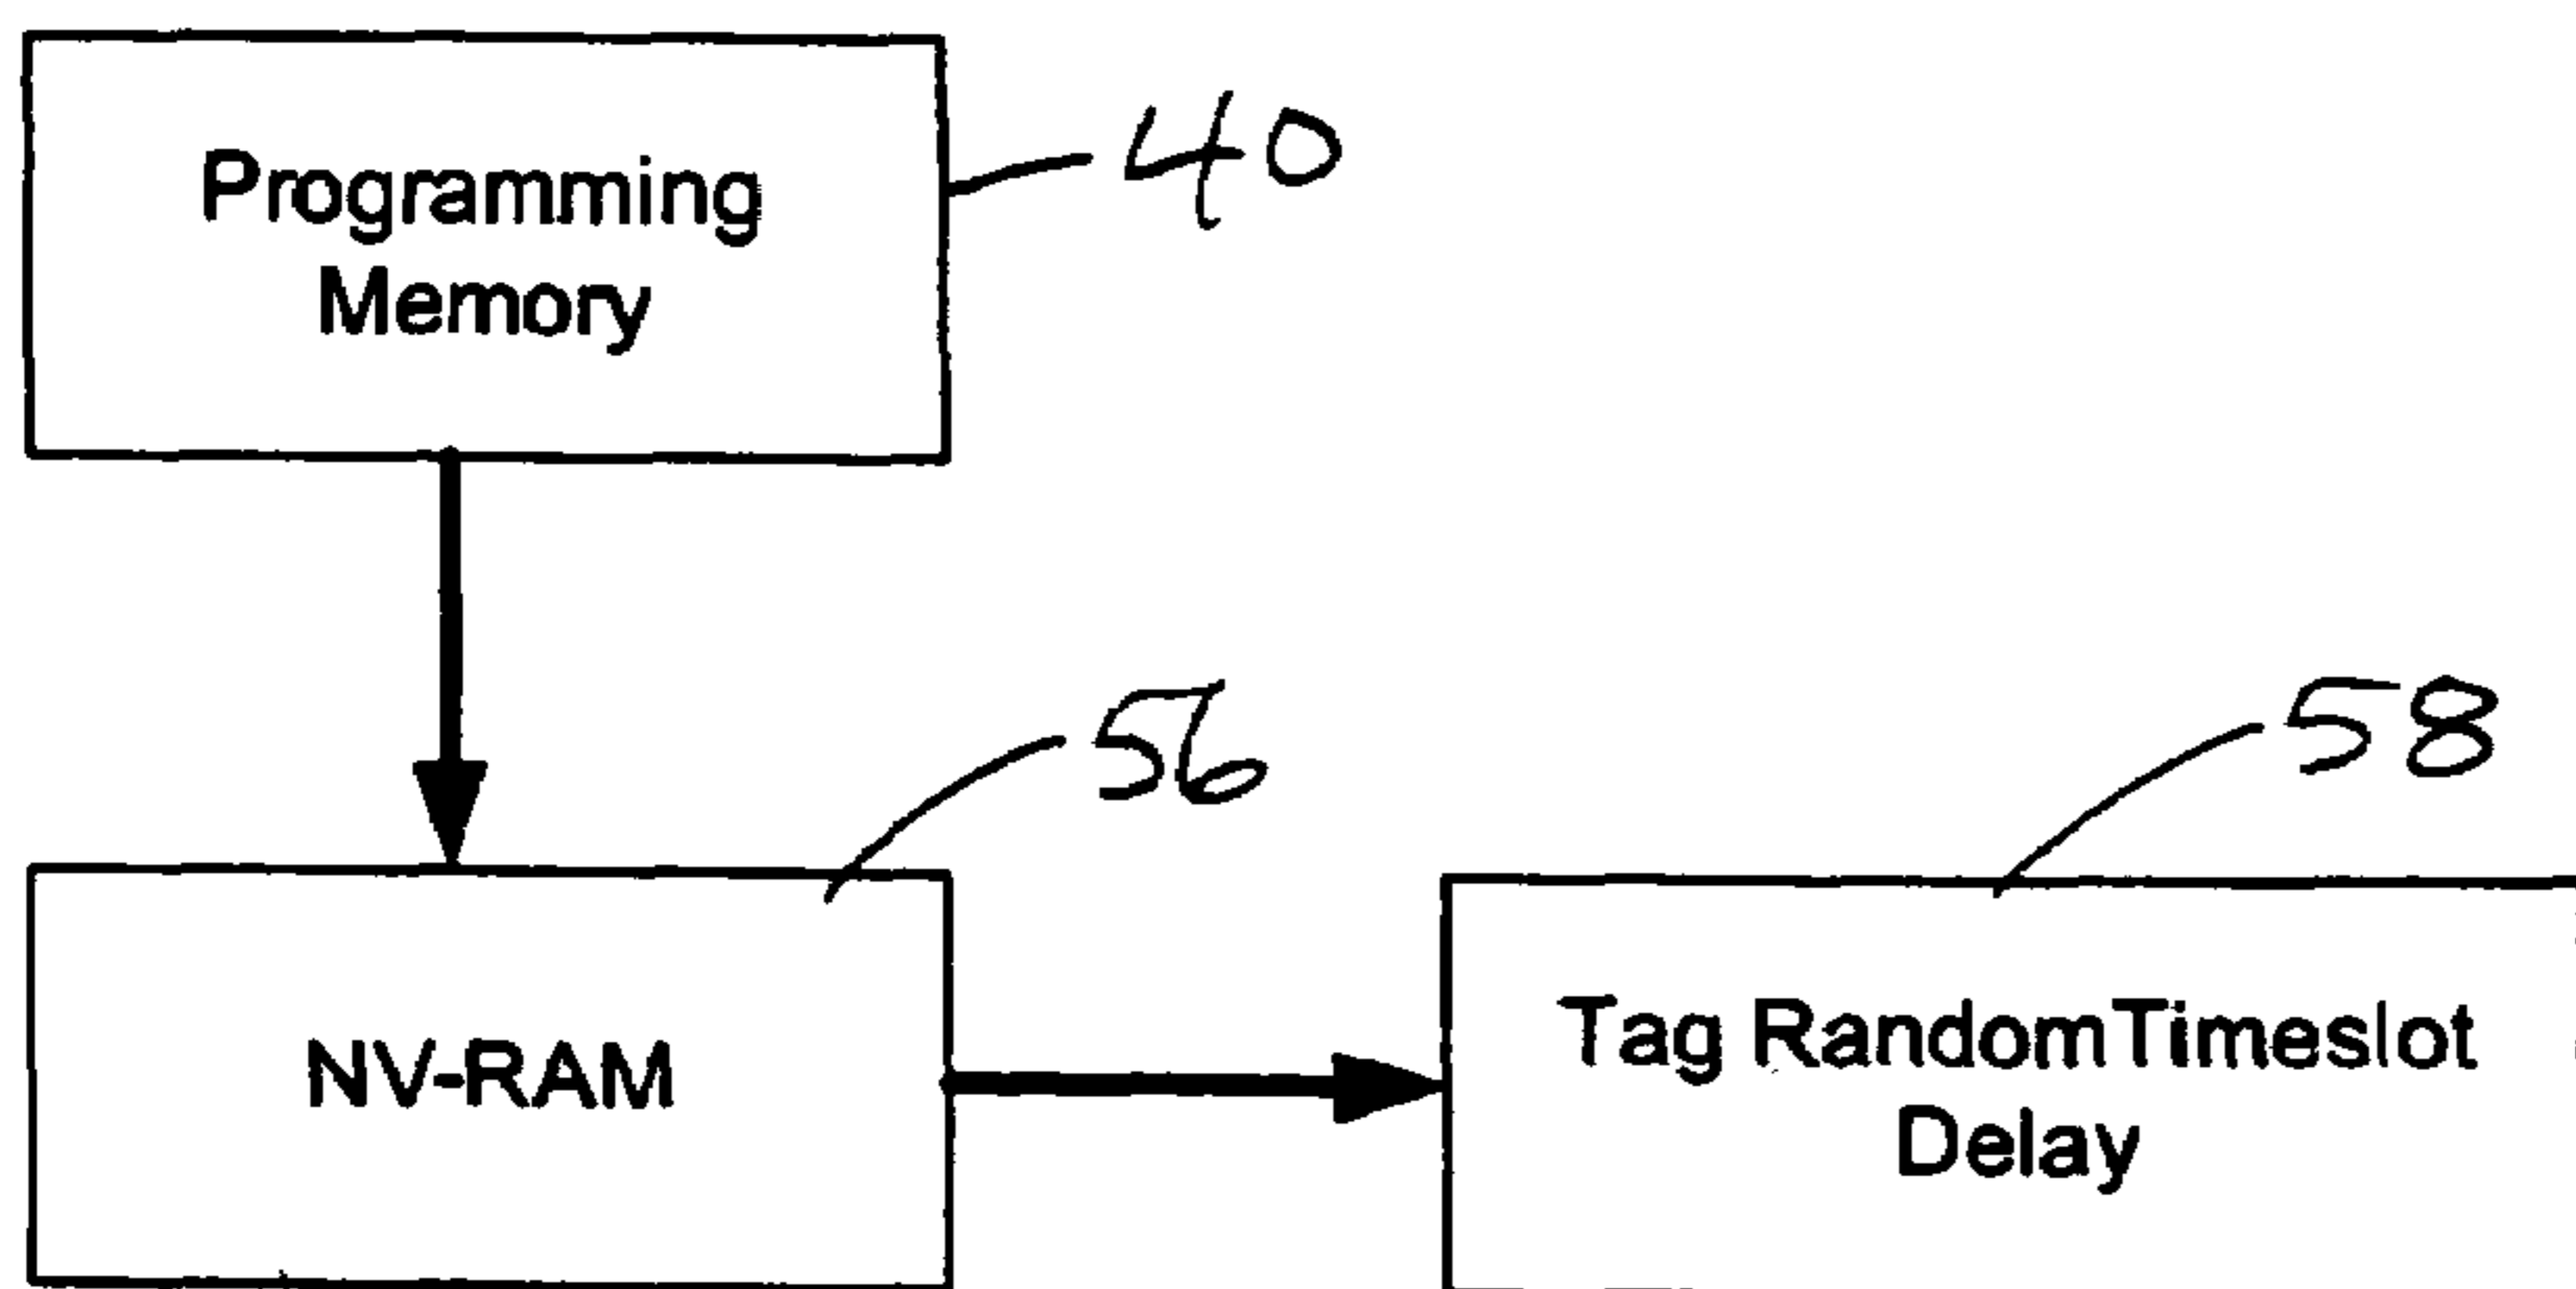 Programming
Memory
40
56
58
NV-RAM
Tag RandomTimeslot
Delay